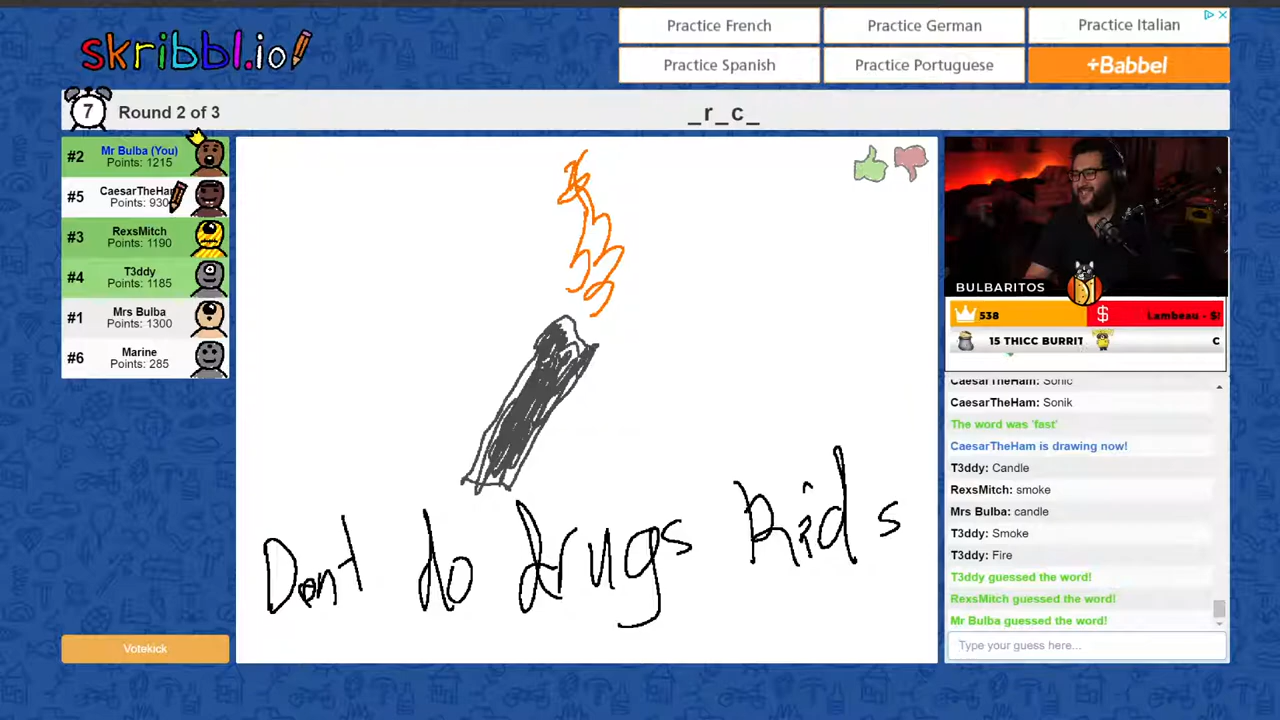 Practice French
Practice German
Practice Italian
Practice Spanish
Practice Portuguese
+Babbel
skribbl.io
7
Round 2 of 3
_r_c_
#2
Mr Bulba (You)
Points: 1215
#5
CaesarTheHam
Points: 930
#3
RexsMitch
Points: 1190
#4
T3ddy
Points: 1185
#1
Mrs Bulba
Points: 1300
#6
Marine
Points: 285
Votekick
Dont do drugs kids
BULBARITOS
538
$
Lambeau - $
15 THICC BURRIT
C
CaesarTheHam: Sonic
CaesarTheHam: Sonik
The word was 'fast'
CaesarTheHam is drawing now!
T3ddy: Candle
RexsMitch: smoke
Mrs Bulba: candle
T3ddy: Smoke
T3ddy: Fire
T3ddy guessed the word!
RexsMitch guessed the word!
Mr Bulba guessed the word!
Type your guess here...